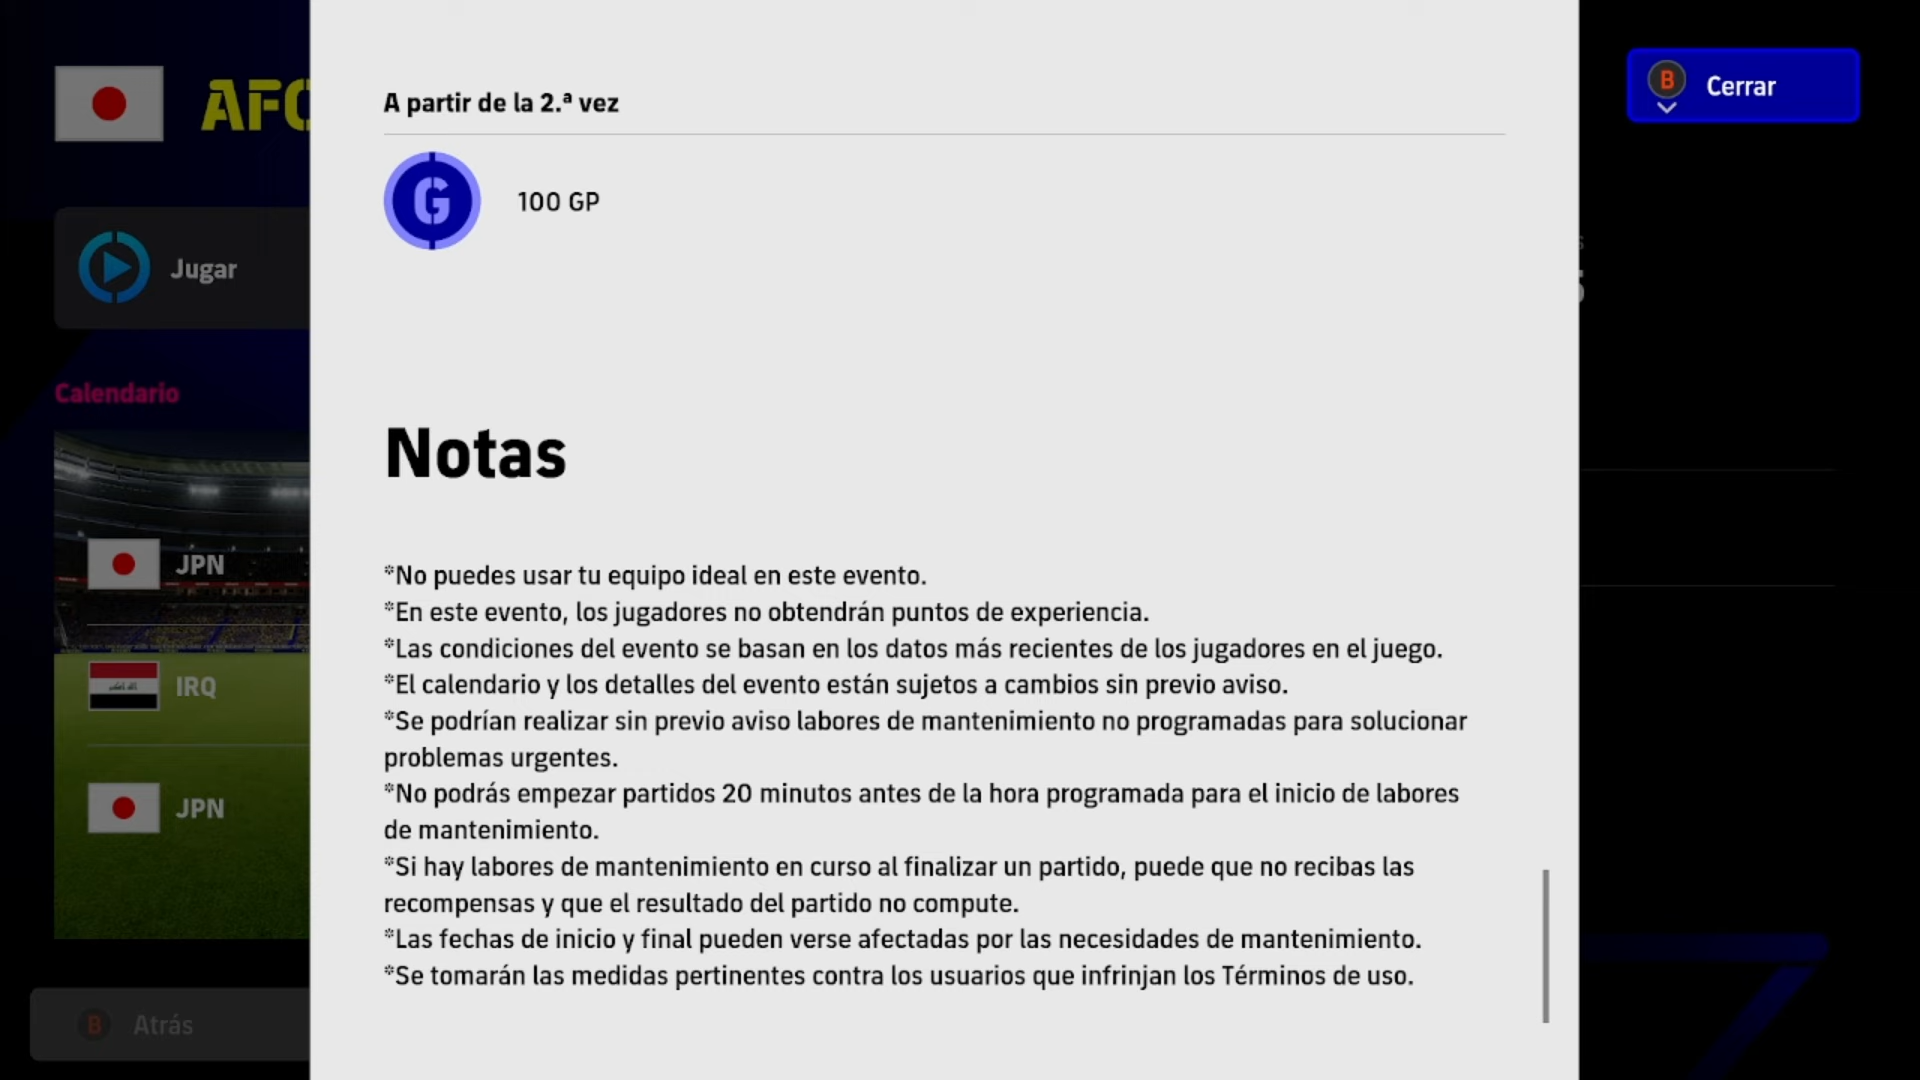 AFC
B
Cerrar
A partir de la 2.ª vez
G
100 GP
Jugar
Calendario
Notas
JPN
IRQ
JPN
*No puedes usar tu equipo ideal en este evento.
*En este evento, los jugadores no obtendrán puntos de experiencia.
*Las condiciones del evento se basan en los datos más recientes de los jugadores en el juego.
*El calendario y los detalles del evento están sujetos a cambios sin previo aviso.
*Se podrían realizar sin previo aviso labores de mantenimiento no programadas para solucionar
problemas urgentes.
*No podrás empezar partidos 20 minutos antes de la hora programada para el inicio de labores
de mantenimiento.
*Si hay labores de mantenimiento en curso al finalizar un partido, puede que no recibas las
recompensas y que el resultado del partido no compute.
*Las fechas de inicio y final pueden verse afectadas por las necesidades de mantenimiento.
*Se tomarán las medidas pertinentes contra los usuarios que infrinjan los Términos de uso.
B
Atrás